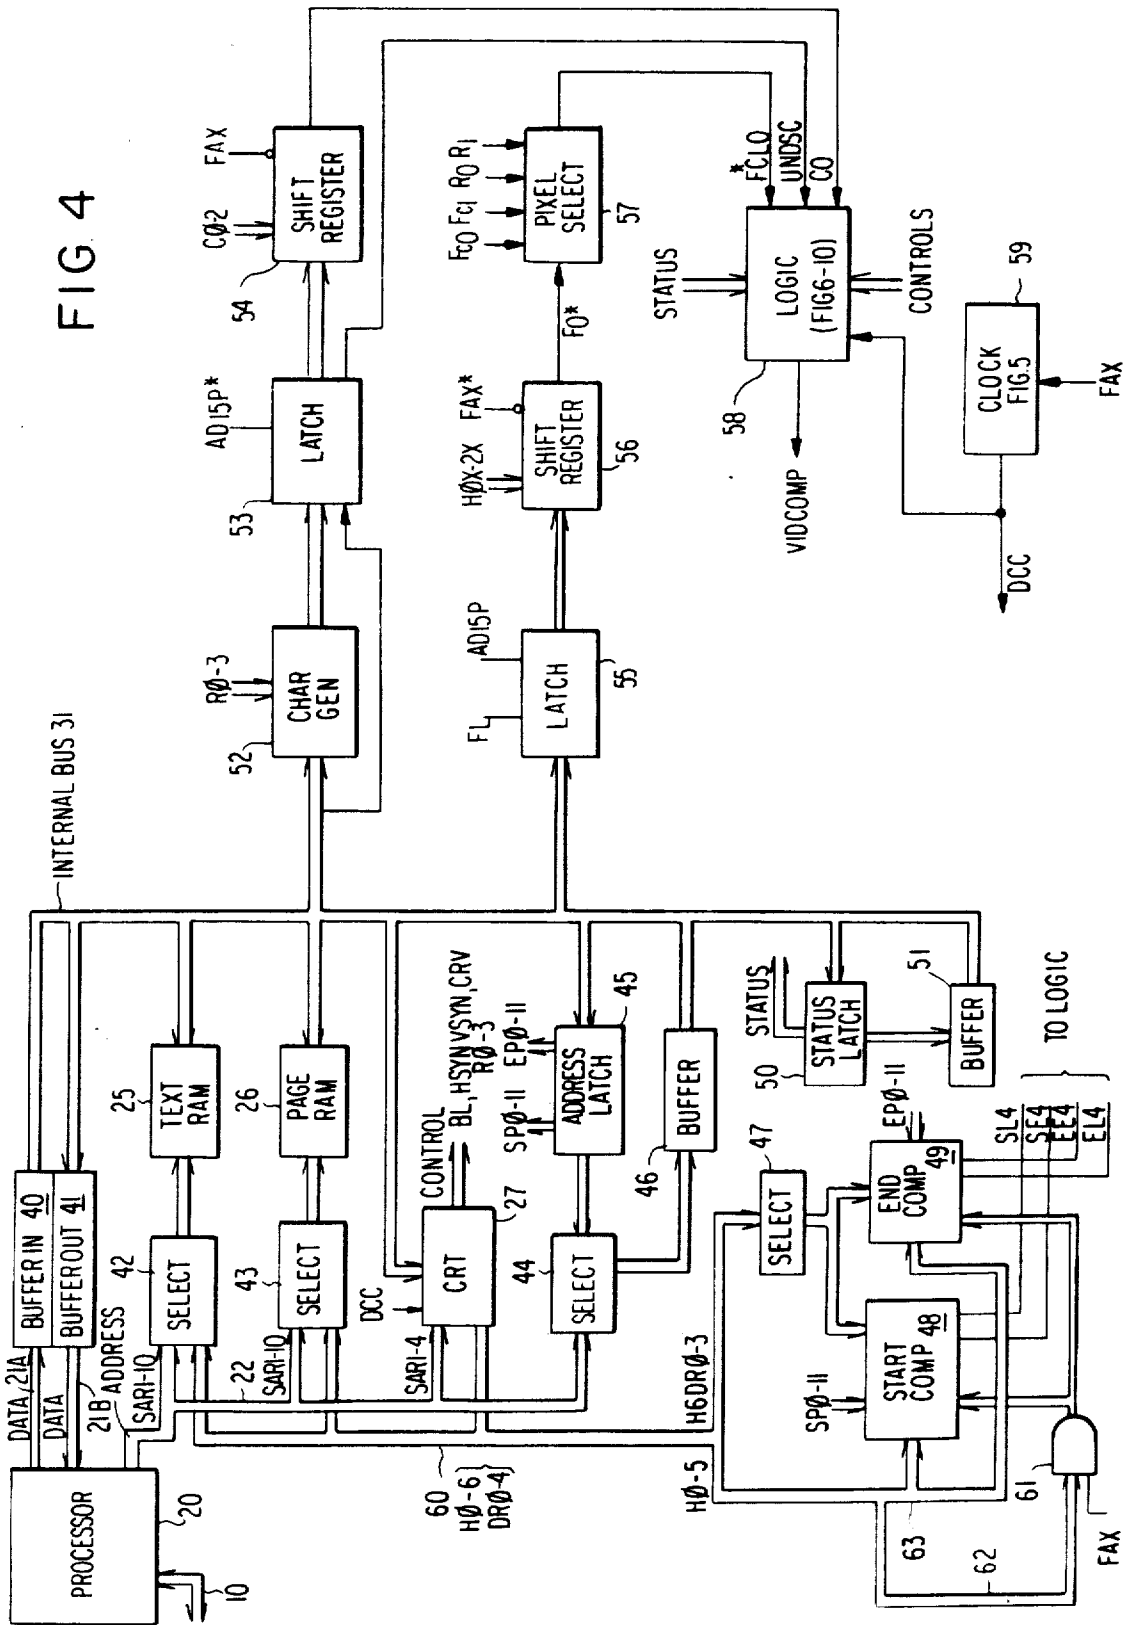 FIG 4
PROCESSOR
20
10
DATA
21A
DATA
21B
ADDRESS
BUFFER IN 40
BUFFER OUT 41
INTERNAL BUS 31
SAR1-10
42
SELECT
25
TEXT
RAM
22
SAR1-10
43
SELECT
26
PAGE
RAM
SAR1-4
DCC
CRT
27
CONTROL
BL, HSYN, VSYN, CRV
RØ-3
44
SELECT
SPØ-11
EPØ-11
ADDRESS
LATCH
45
46
BUFFER
60
HØ-6
DRØ-4
HØ-5
H6DRØ-3
47
SELECT
SPØ-11
START
COMP 48
END
COMP 49
EPØ-11
SL4
SE4
EE4
EL4
TO LOGIC
STATUS
50
STATUS
LATCH
51
BUFFER
61
62
63
FAX
RØ-3
52
CHAR
GEN
53
AD15P*
LATCH
54
CØ-2
FAX
SHIFT
REGISTER
FL
AD15P
LATCH
55
HØX-2X
FAX*
SHIFT
REGISTER
56
FO*
FCO FCI RO RI
PIXEL
SELECT
57
*
FCLO
UNDSC
CO
STATUS
LOGIC
(FIG6-10)
58
CONTROLS
VIDCOMP
CLOCK
FIG.5
59
FAX
DCC